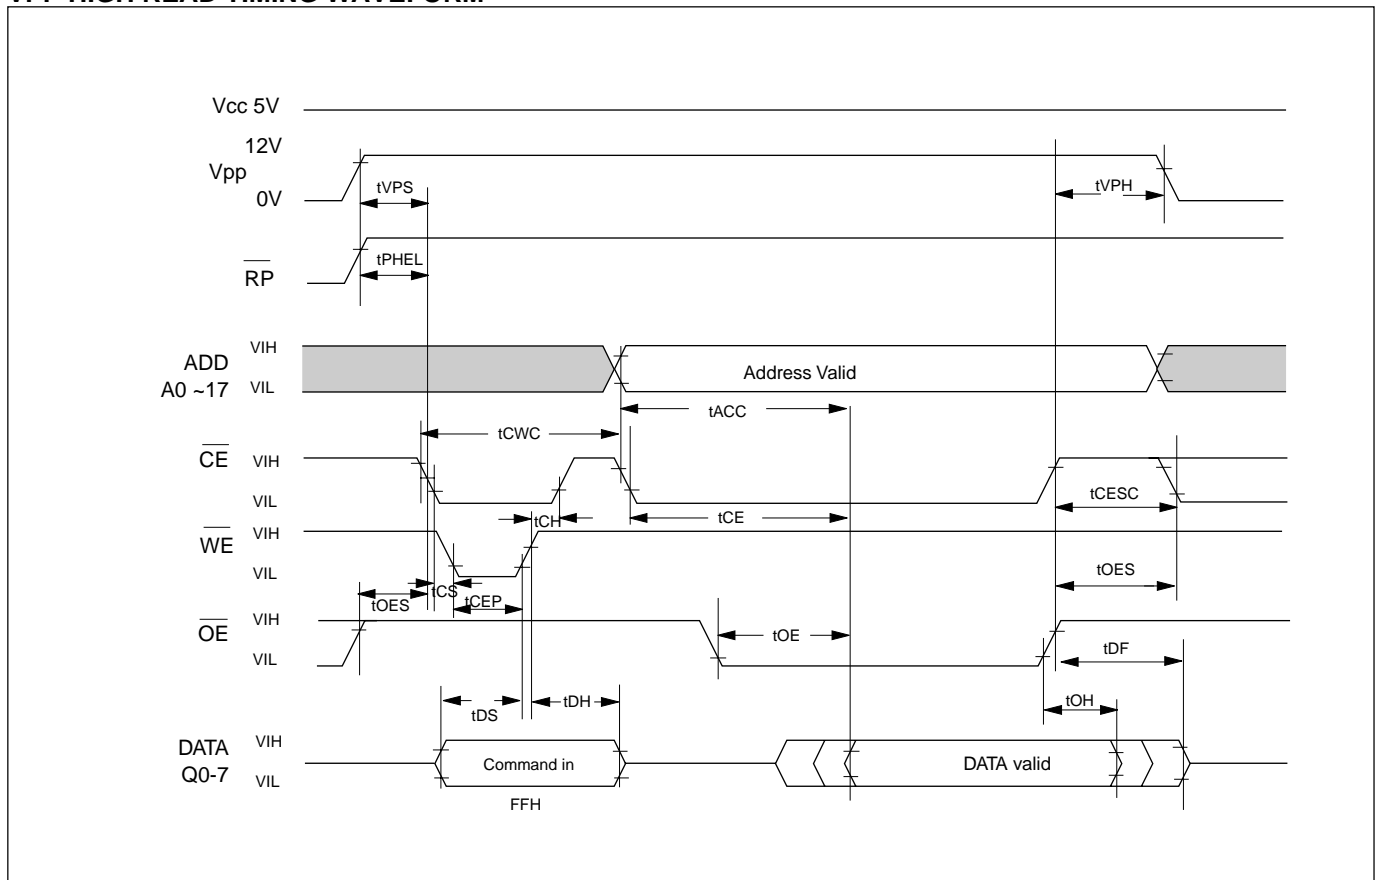 Vcc 5V
12V
Vpp
0V
tVPS
tVPH
RP
tPHEL
ADD
A0 ~17
VIH
VIL
Address Valid
tACC
tCWC
CE
VIH
VIL
tCESC
tCE
tCH
WE
VIH
VIL
tCS
tCEP
tOES
tOES
OE
VIH
VIL
tOE
tDF
tOH
tDS
tDH
DATA
Q0-7
VIH
VIL
Command in
DATA valid
FFH